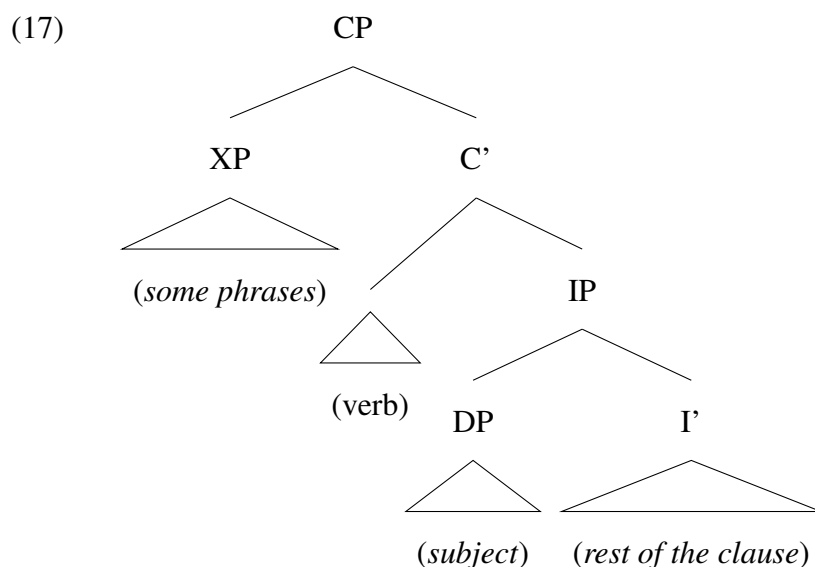 (17) CP
XP C’
(some phrases) IP
(verb) DP I’
(subject) (rest of the clause)